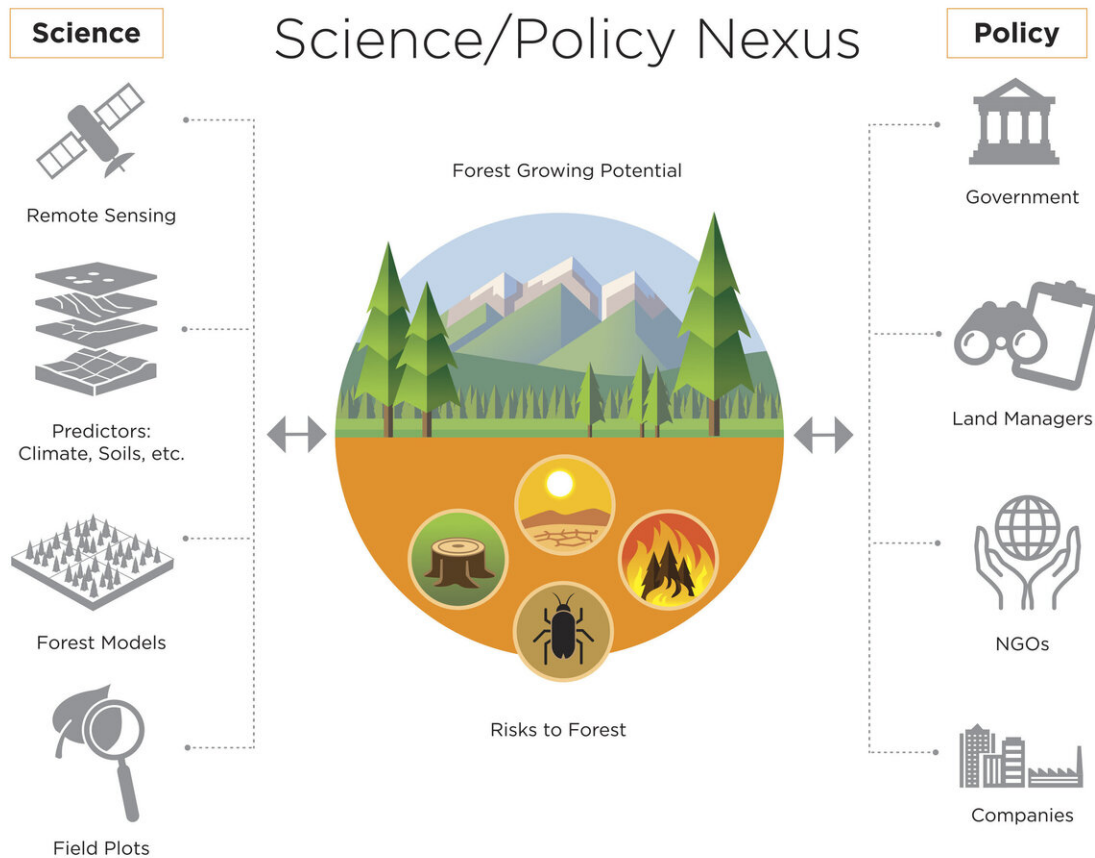 Science
Science/Policy Nexus
Policy
Remote Sensing
Predictors:
Climate, Soils, etc.
Forest Models
Field Plots
Forest Growing Potential
Risks to Forest
Government
Land Managers
NGOs
Companies